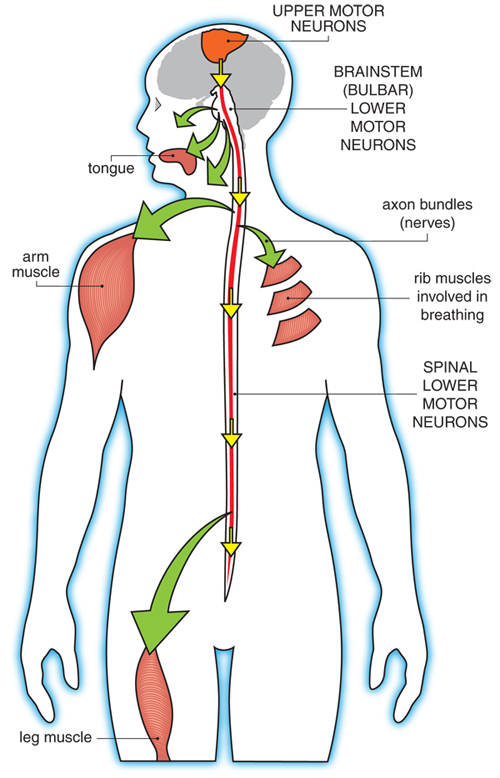 UPPER MOTOR
NEURONS
BRAINSTEM
(BULBAR)
LOWER
MOTOR
NEURONS
tongue
axon bundles
(nerves)
arm
muscle
rib muscles
involved in
breathing
SPINAL
LOWER
MOTOR
NEURONS
leg muscle